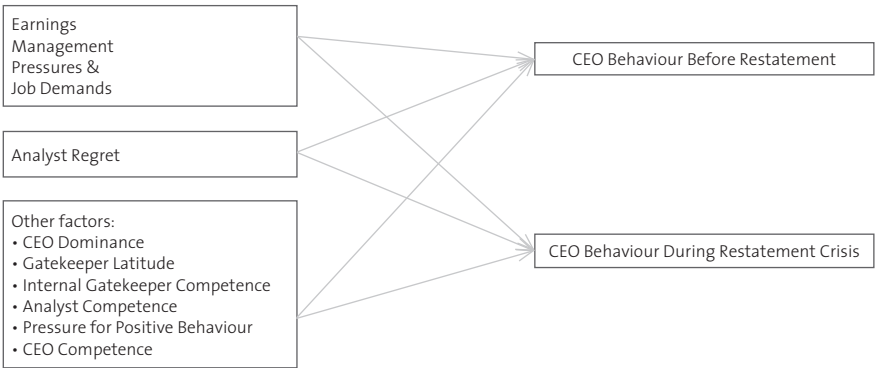 Earnings
Management
Pressures &
Job Demands
CEO Behaviour Before Restatement
Analyst Regret
Other factors:
• CEO Dominance
• Gatekeeper Latitude
• Internal Gatekeeper Competence
• Analyst Competence
• Pressure for Positive Behaviour
• CEO Competence
CEO Behaviour During Restatement Crisis